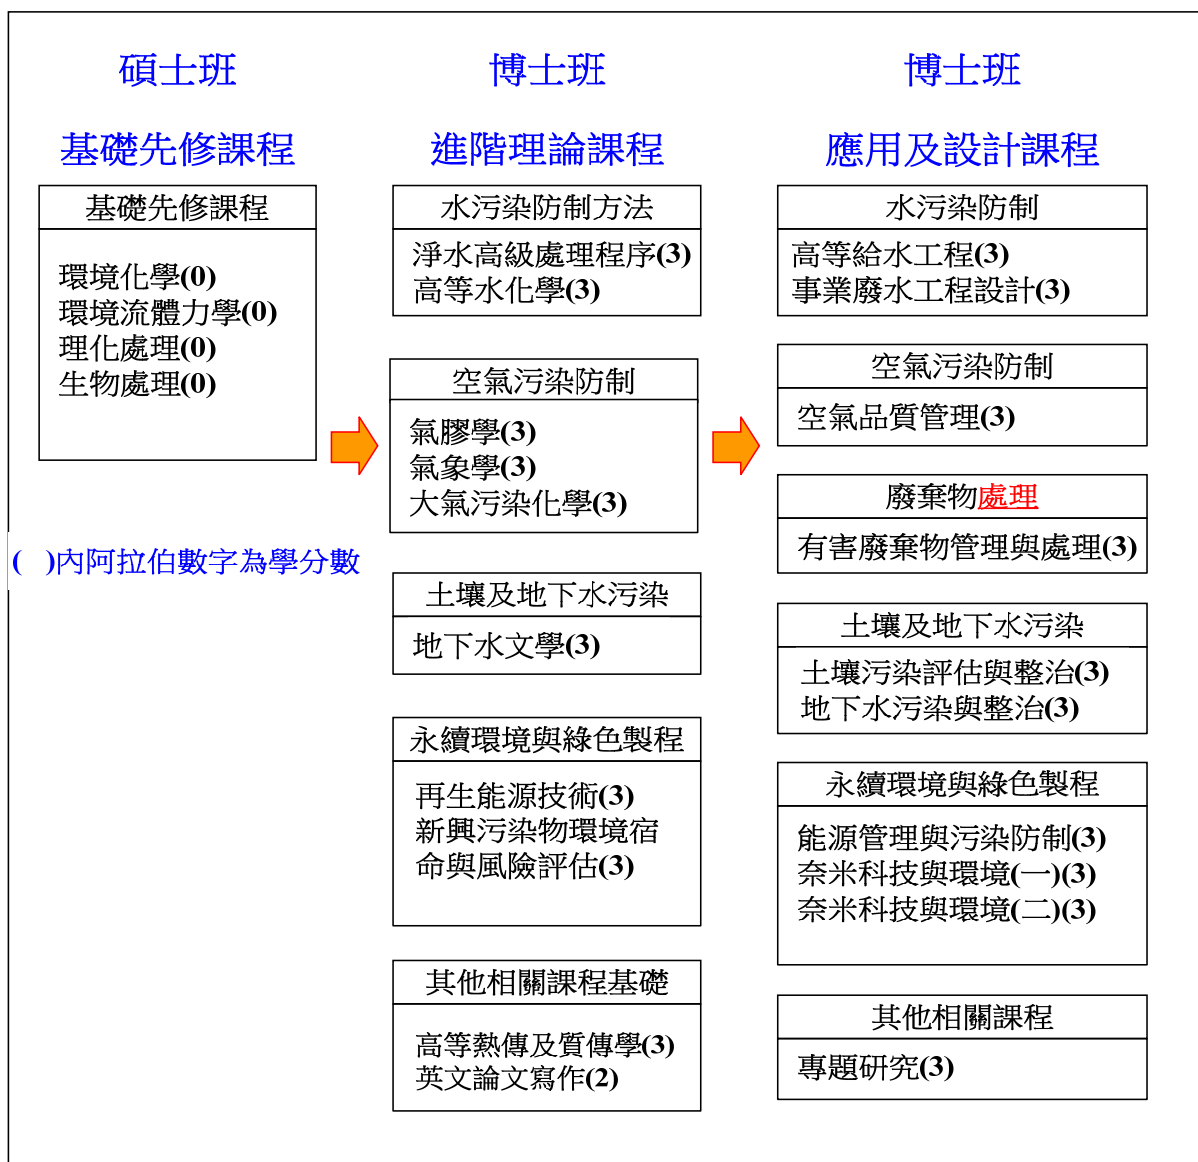 碩士班
基礎先修課程
基礎先修課程
環境化學(0)
環境流體力學(0)
理化處理(0)
生物處理(0)
( )內阿拉伯數字為學分數
博士班
進階理論課程
水污染防制方法
淨水高級處理程序(3)
高等水化學(3)
空氣污染防制
氣膠學(3)
氣象學(3)
大氣污染化學(3)
土壤及地下水污染
地下水文學(3)
永續環境與綠色製程
再生能源技術(3)
新興污染物環境宿
命與風險評估(3)
其他相關課程基礎
高等熱傳及質傳學(3)
英文論文寫作(2)
博士班
應用及設計課程
水污染防制
高等給水工程(3)
事業廢水工程設計(3)
空氣污染防制
空氣品質管理(3)
廢棄物處理
有害廢棄物管理與處理(3)
土壤及地下水污染
土壤污染評估與整治(3)
地下水污染與整治(3)
永續環境與綠色製程
能源管理與污染防制(3)
奈米科技與環境(一)(3)
奈米科技與環境(二)(3)
其他相關課程
專題研究(3)